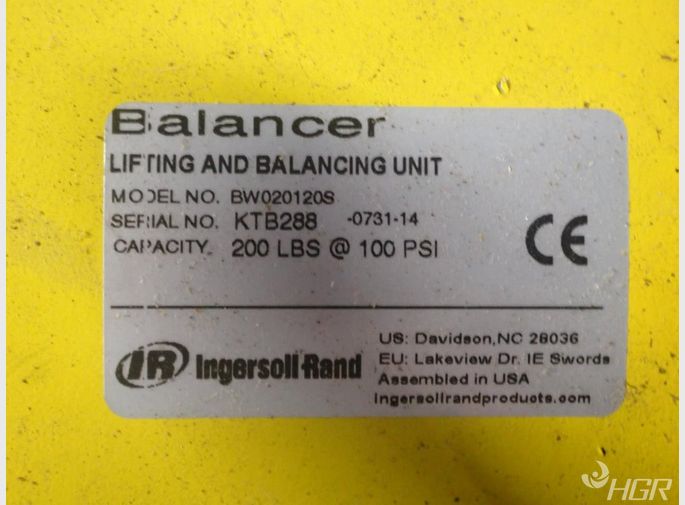 Balancer
LIFTING AND BALANCING UNIT
MODEL NO. BW020120S
SERIAL NO. KTB288 -0731-14
CAPACITY. 200 LBS @ 100 PSI
CE
IR Ingersoll Rand
US: Davidson,NC 28036
EU: Lakeview Dr. IE Swords
Assembled in USA
ingersollrandproducts.com
HGR